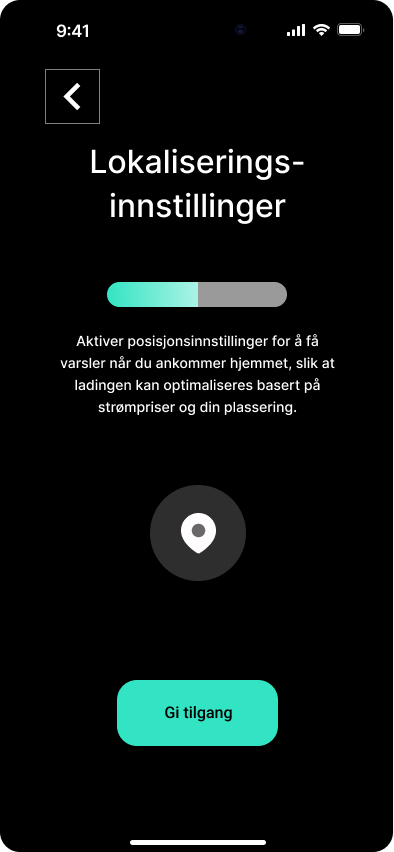 9:41
Lokaliserings-
innstillinger
Aktiver posisjonsinnstillinger for å få
varsler når du ankommer hjemmet, slik at
ladingen kan optimaliseres basert på
strømpriser og din plassering.
Gi tilgang